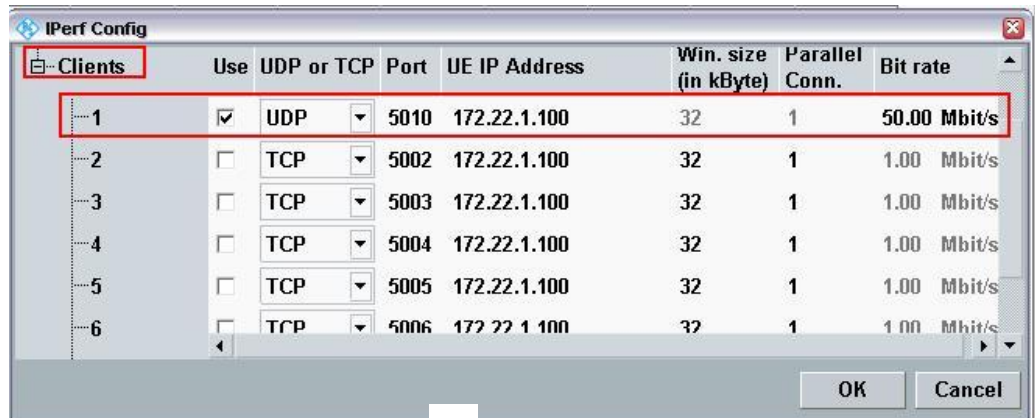 IPerf Config
Clients Use UDP or TCP Port UE IP Address Win. size (in kByte) Parallel Conn. Bit rate
1 UDP 5010 172.22.1.100 32 1 50.00 Mbit/s
2 TCP 5002 172.22.1.100 32 1 1.00 Mbit/s
3 TCP 5003 172.22.1.100 32 1 1.00 Mbit/s
4 TCP 5004 172.22.1.100 32 1 1.00 Mbit/s
5 TCP 5005 172.22.1.100 32 1 1.00 Mbit/s
6 TCP 5006 172.22.1.100 32 1 1.00 Mbit/s
OK Cancel